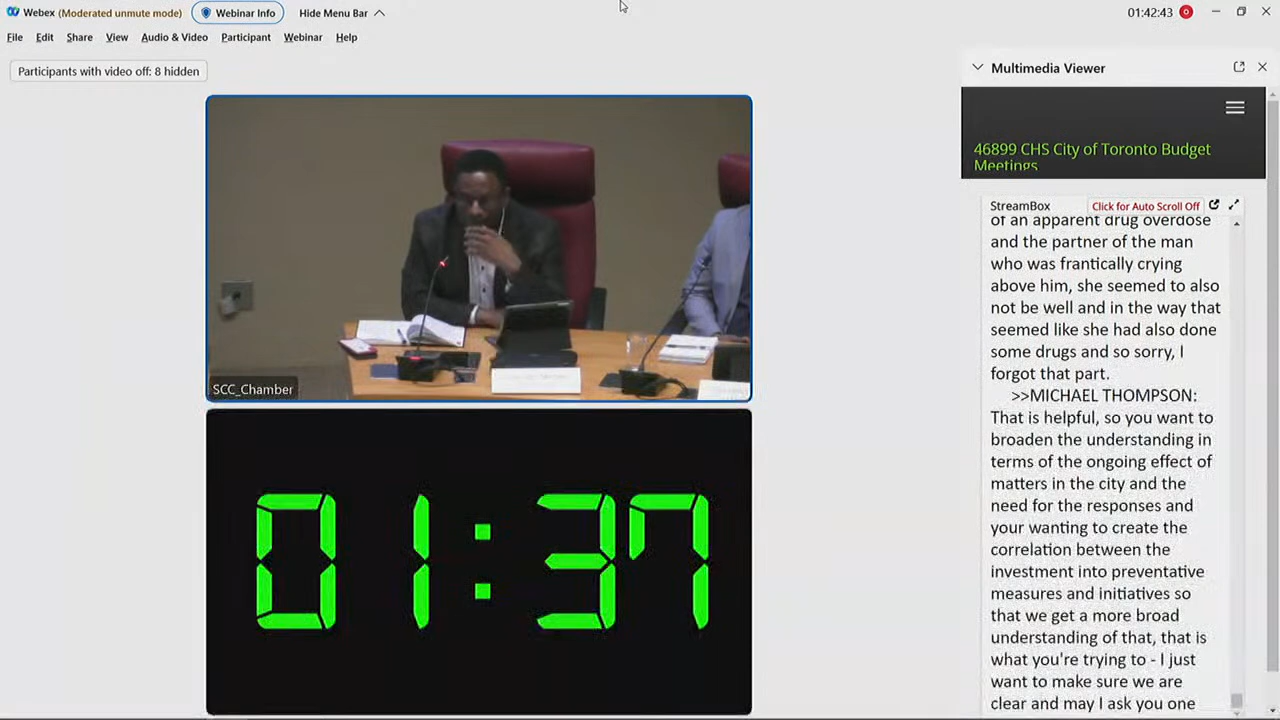 Webex (Moderated unmute mode) Webinar Info Hide Menu Bar 01:42:43
File Edit Share View Audio & Video Participant Webinar Help
Participants with video off: 8 hidden
Multimedia Viewer
46899 CHS City of Toronto Budget
Meetings
StreamBox Click for Auto Scroll Off
of an apparent drug overdose
and the partner of the man
who was frantically crying
above him, she seemed to also
not be well and in the way that
seemed like she had also done
some drugs and so sorry, I
forgot that part.
>>MICHAEL THOMPSON:
That is helpful, so you want to
broaden the understanding in
terms of the ongoing effect of
matters in the city and the
need for the responses and
your wanting to create the
correlation between the
investment into preventative
measures and initiatives so
that we get a more broad
understanding of that, that is
what you're trying to - I just
want to make sure we are
clear and may I ask you one
SCC_Chamber
01:37